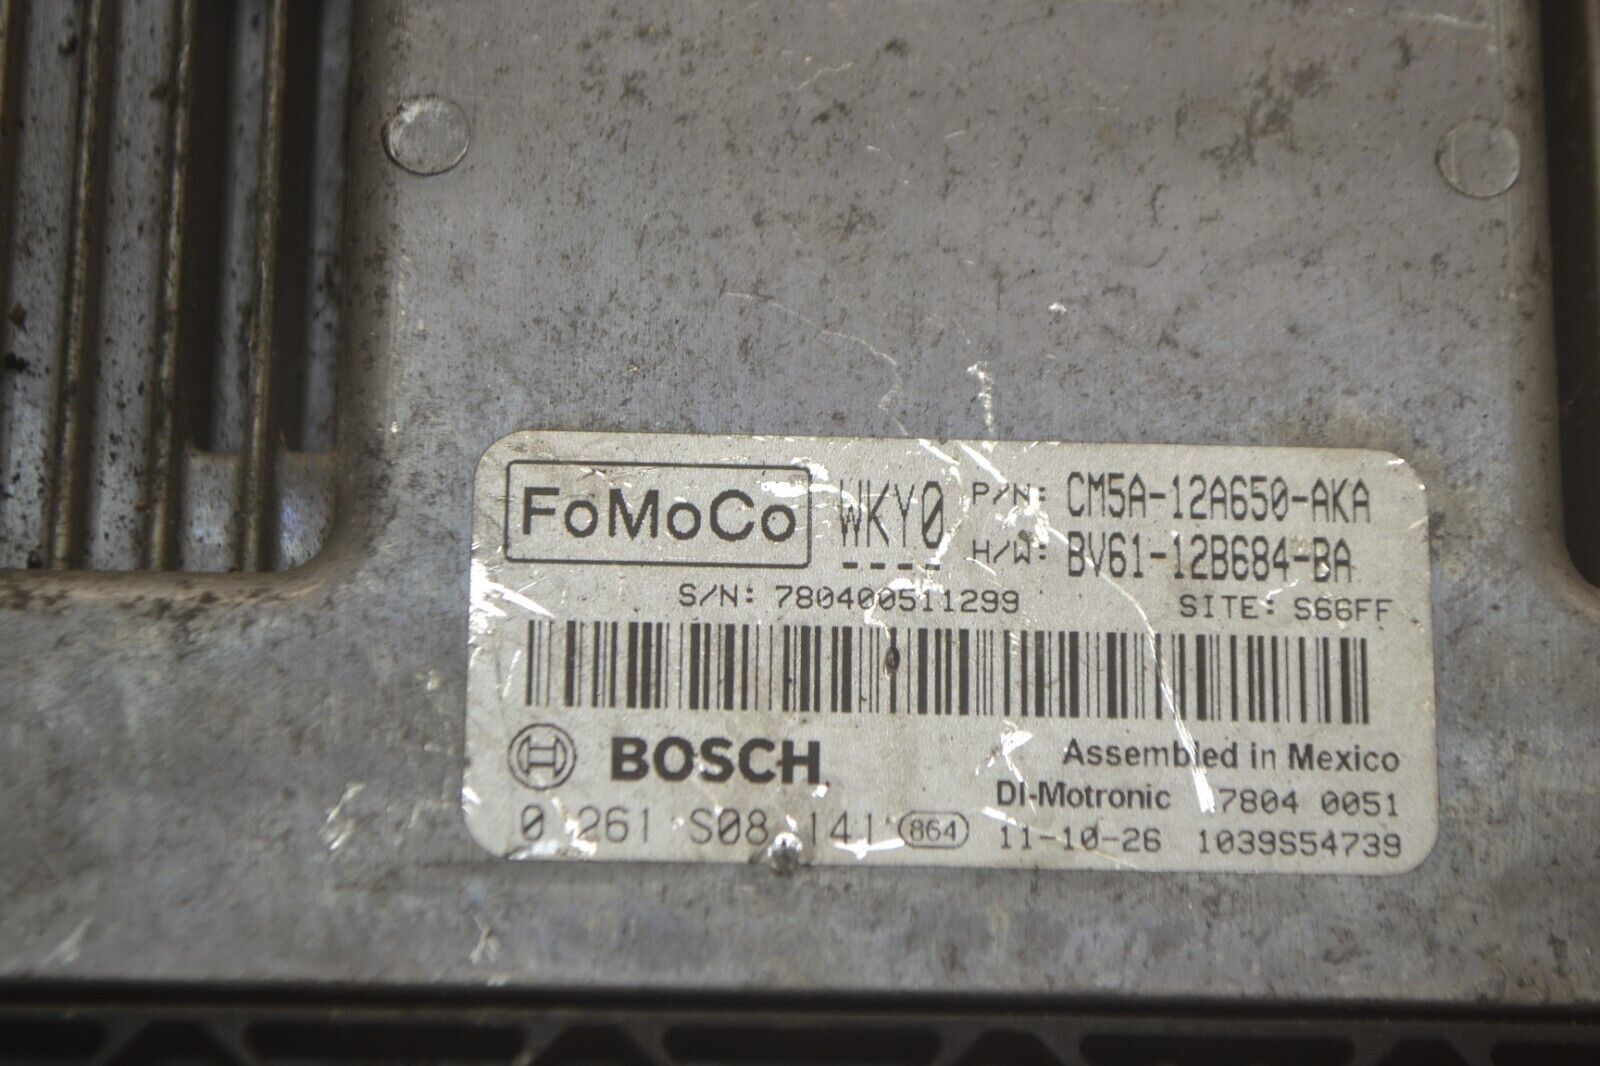 FoMoCo WKY0 P/N: CM5A-12A650-AKA
---- H/W: BV61-12B684-BA
S/N: 780400511299 SITE: S66FF
BOSCH Assembled in Mexico
DI-Motronic 7804 0051
0 261 S08 141 864 11-10-26 1039S54739